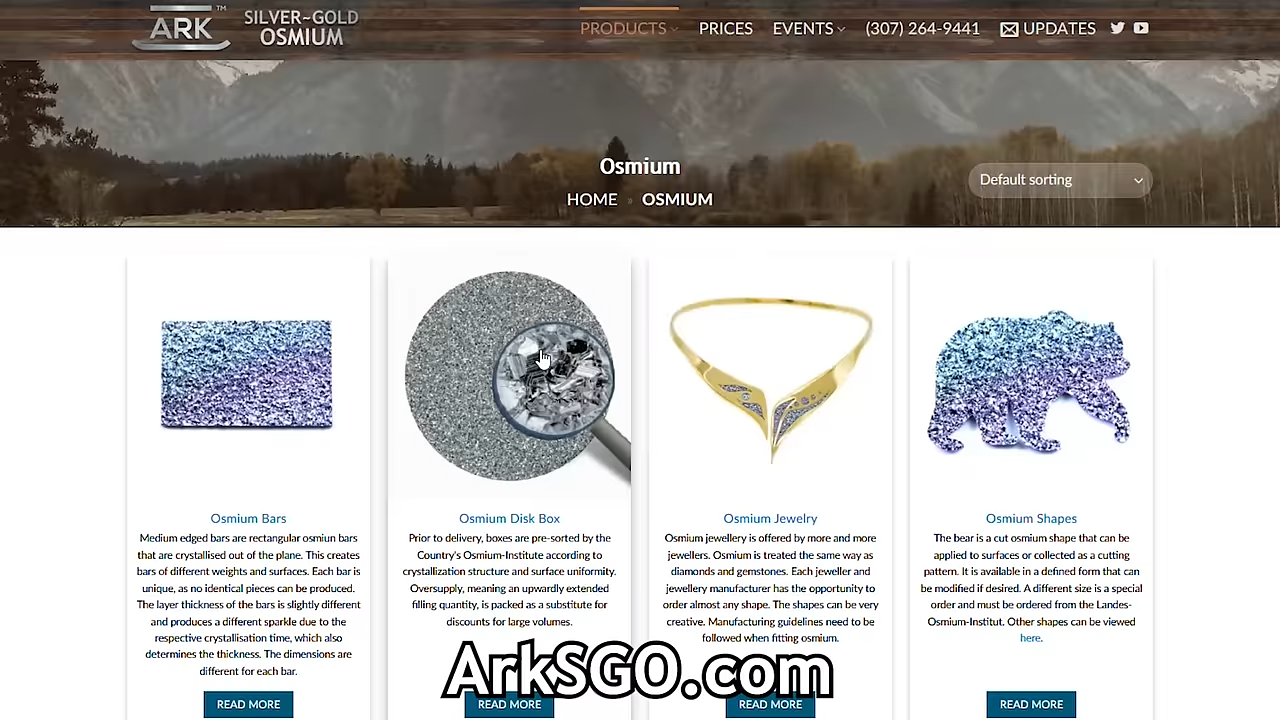 ARK™
SILVER~GOLD
OSMIUM
PRODUCTS
PRICES
EVENTS
(307) 264-9441
UPDATES
Osmium
HOME » OSMIUM
Default sorting
Osmium Bars
Medium edged bars are rectangular osmiun bars
that are crystallised out of the plane. This creates
bars of different weights and surfaces. Each bar is
unique, as no identical pieces can be produced.
The layer thickness of the bars is slightly different
and produces a different sparkle due to the
respective crystallisation time, which also
determines the thickness. The dimensions are
different for each bar.
READ MORE
Osmium Disk Box
Prior to delivery, boxes are pre-sorted by the
Country's Osmium-Institute according to
crystallization structure and surface uniformity.
Oversupply, meaning an upwardly extended
filling quantity, is packed as a substitute for
discounts for large volumes.
READ MORE
Osmium Jewelry
Osmium jewellery is offered by more and more
jewellers. Osmium is treated the same way as
diamonds and gemstones. Each jeweller and
jewellery manufacturer has the opportunity to
order almost any shape. The shapes can be very
creative. Manufacturing guidelines need to be
followed when fitting osmium.
READ MORE
Osmium Shapes
The bear is a cut osmium shape that can be
applied to surfaces or collected as a cutting
pattern. It is available in a defined form that can
be modified if desired. A different size is a special
order and must be ordered from the Landes-
Osmium-Institut. Other shapes can be viewed
here.
READ MORE
ArkSGO.com